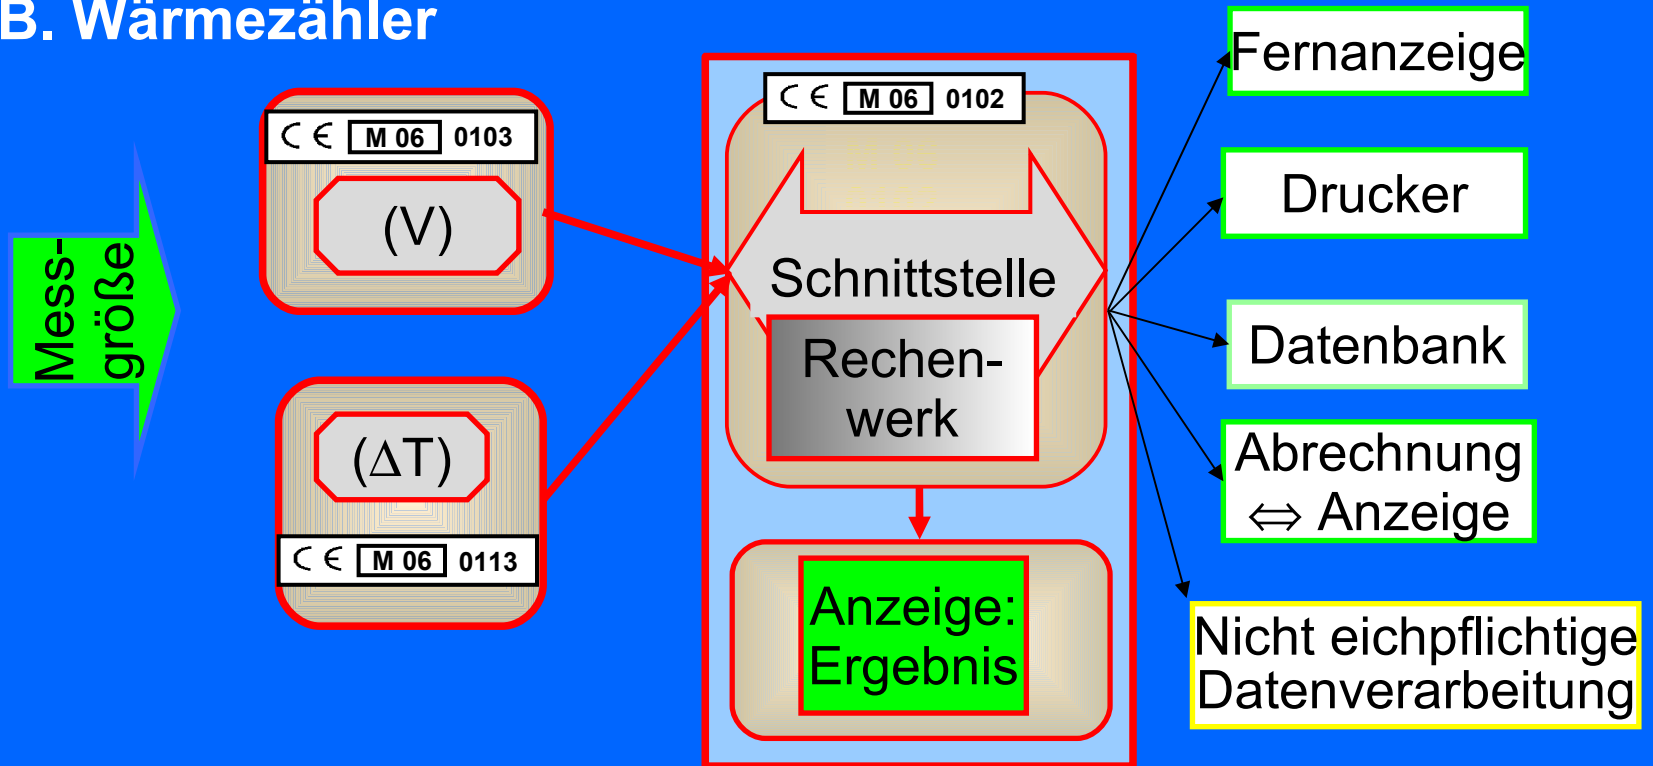 B. Wärmezähler
Mess-
größe
CE M 06 0103
(V)
(ΔT)
CE M 06 0113
CE M 06 0102
Schnittstelle
Rechen-
werk
Anzeige:
Ergebnis
Fernanzeige
Drucker
Datenbank
Abrechnung
⇔ Anzeige
Nicht eichpflichtige
Datenverarbeitung